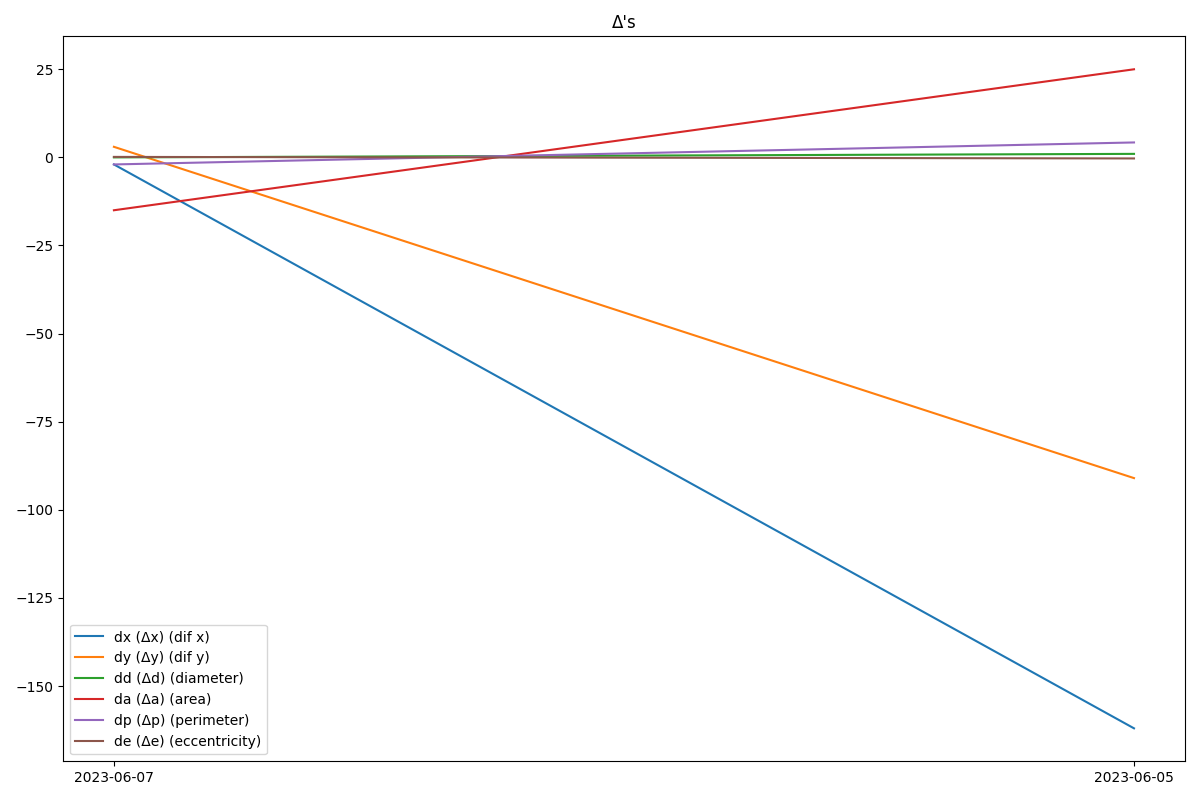 Δ's
25
0
−25
−50
−75
−100
−125
−150
dx (Δx) (dif x)
dy (Δy) (dif y)
dd (Δd) (diameter)
da (Δa) (area)
dp (Δp) (perimeter)
de (Δe) (eccentricity)
2023-06-07 2023-06-05